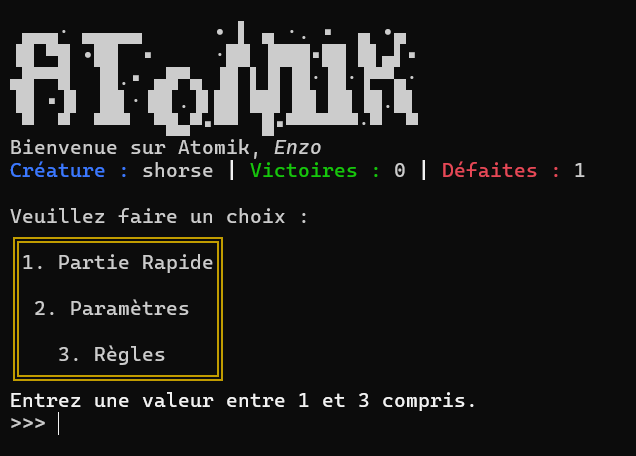 AToMiK
Bienvenue sur Atomik, Enzo
Créature : shorse | Victoires : 0 | Défaites : 1
Veuillez faire un choix :
1. Partie Rapide
2. Paramètres
3. Règles
Entrez une valeur entre 1 et 3 compris.
>>>